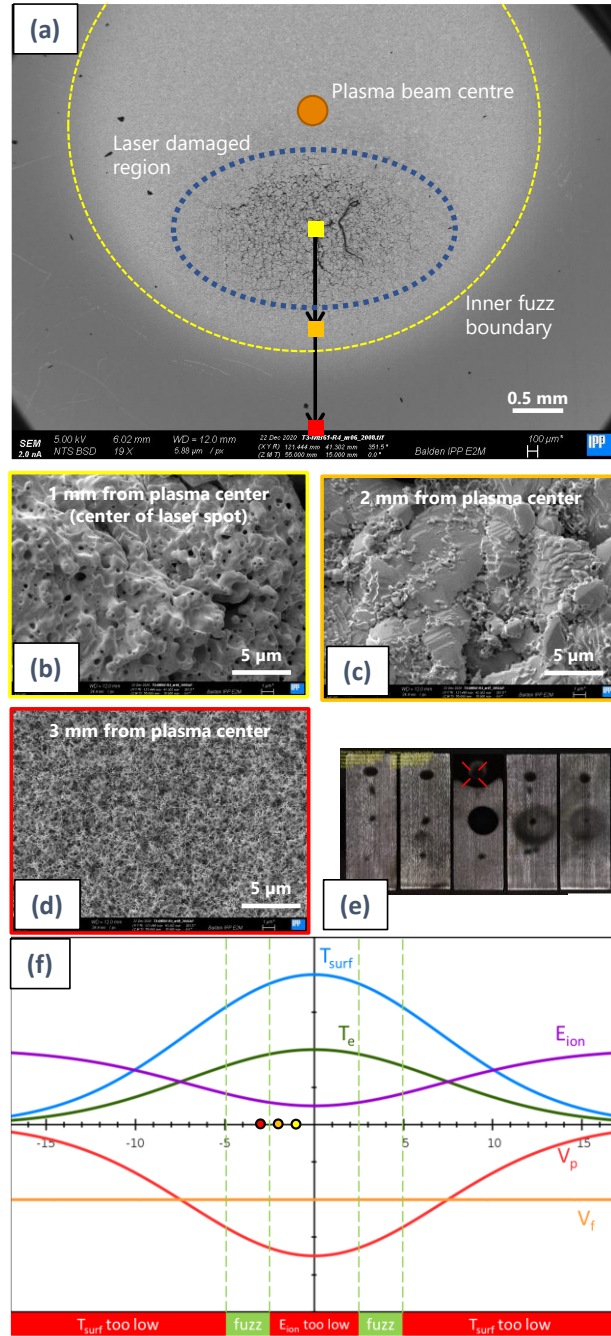 (a)
Plasma beam centre
Laser damaged
region
Inner fuzz
boundary
0.5 mm
SEM
2.0 nA
5.00 kV
NTS BSD
6.02 mm
19 X
WD = 12.0 mm
5.88 µm / px
22 Dec 2020
100 µm*
Balden IPP E2M
IPP
1 mm from plasma center
(center of laser spot)
(b)
5 µm
2 mm from plasma center
(c)
5 µm
3 mm from plasma center
(d)
5 µm
(e)
(f)
T_surf
T_e
E_ion
-15
-10
-5
5
10
15
V_p
V_f
T_surf too low
fuzz
E_ion too low
fuzz
T_surf too low